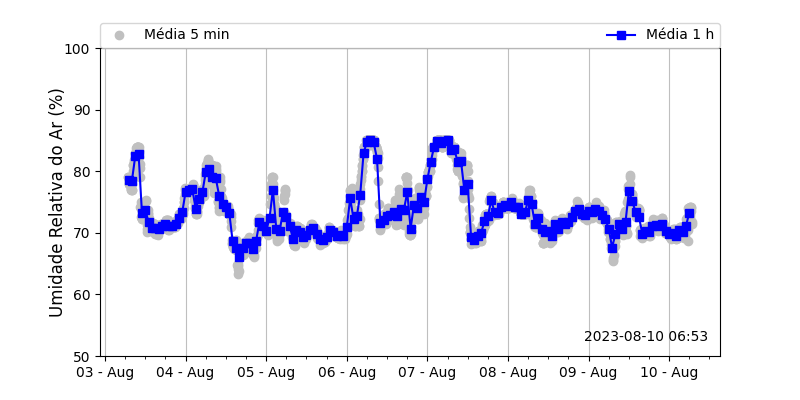 Média 5 min
Média 1 h
Umidade Relativa do Ar (%)
100
90
80
70
60
50
2023-08-10 06:53
03 - Aug
04 - Aug
05 - Aug
06 - Aug
07 - Aug
08 - Aug
09 - Aug
10 - Aug